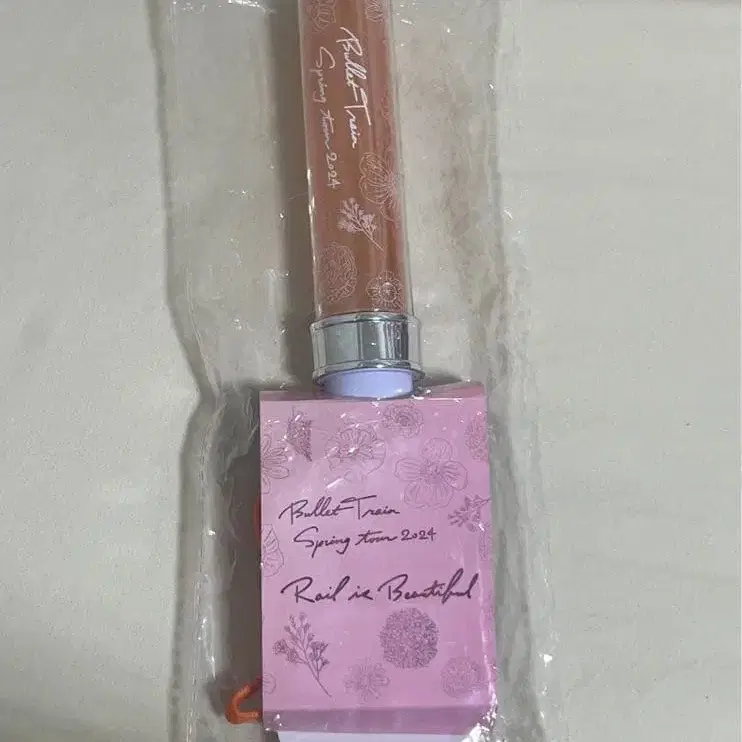 Bullet Train
Spring tour 2024
Bullet Train
Spring tour 2024
Rail is Beautiful